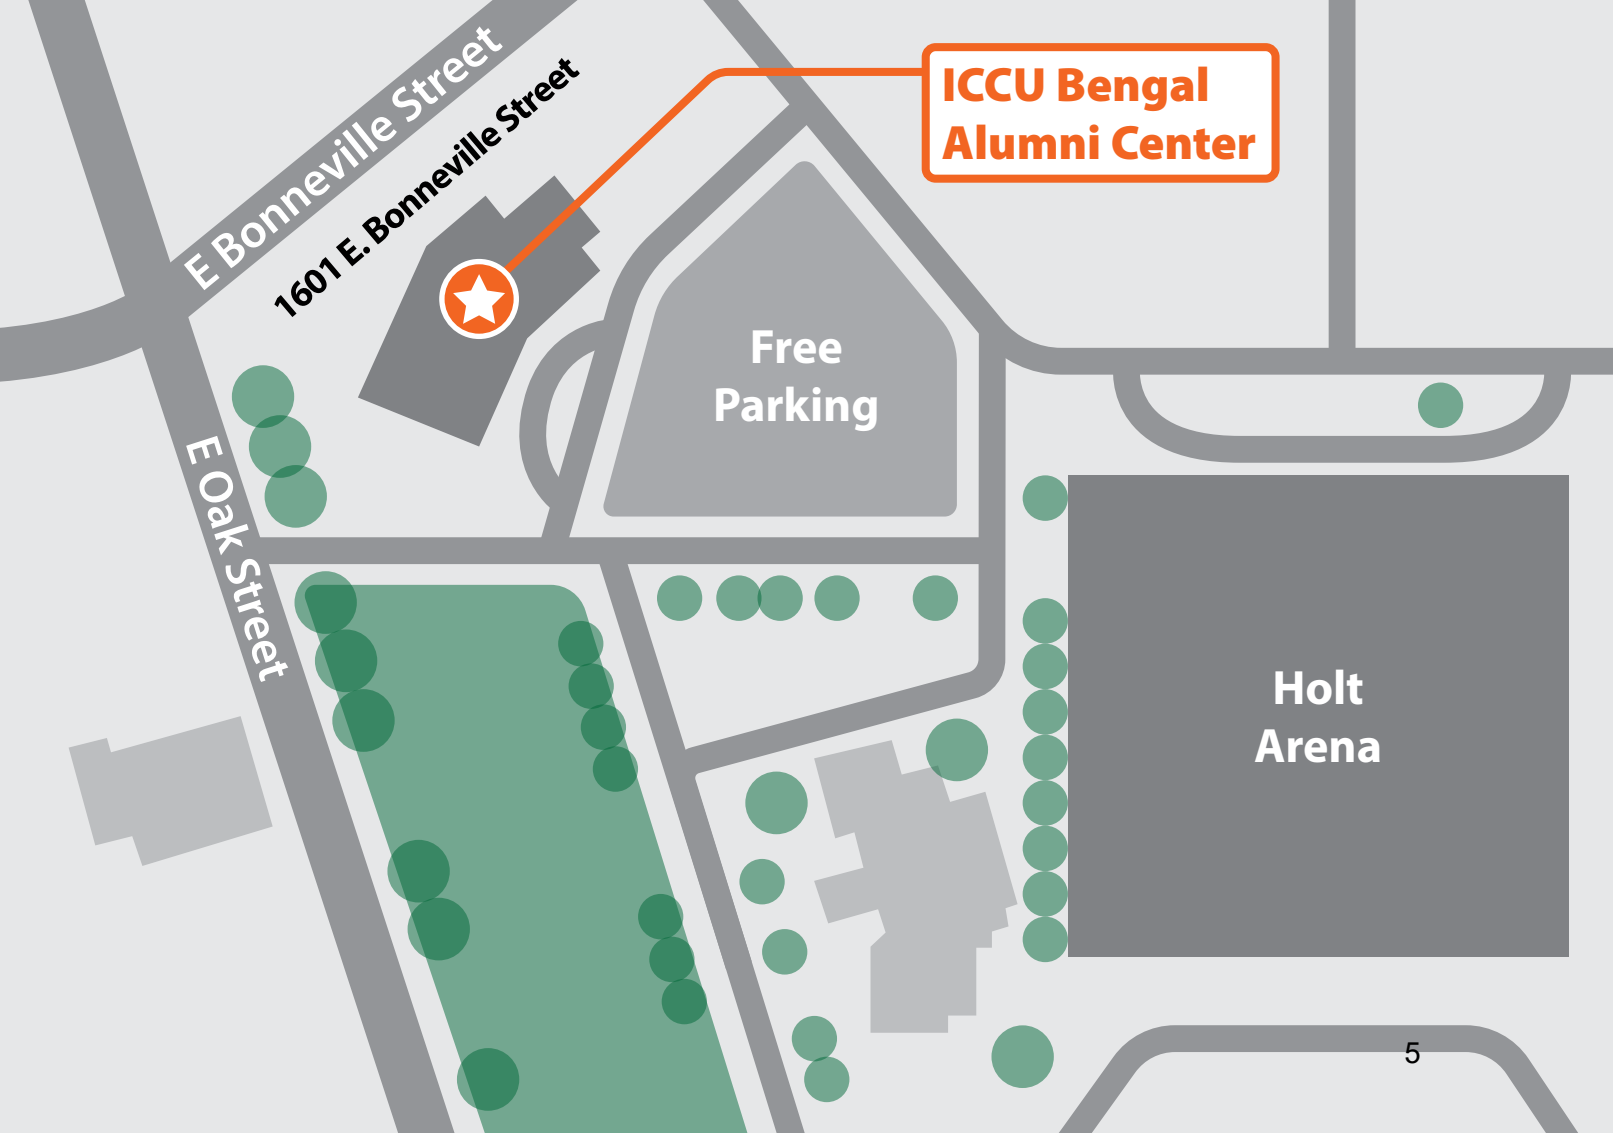 E Bonneville Street
1601 E. Bonneville Street
ICCU Bengal
Alumni Center
Free
Parking
E Oak Street
Holt
Arena
5